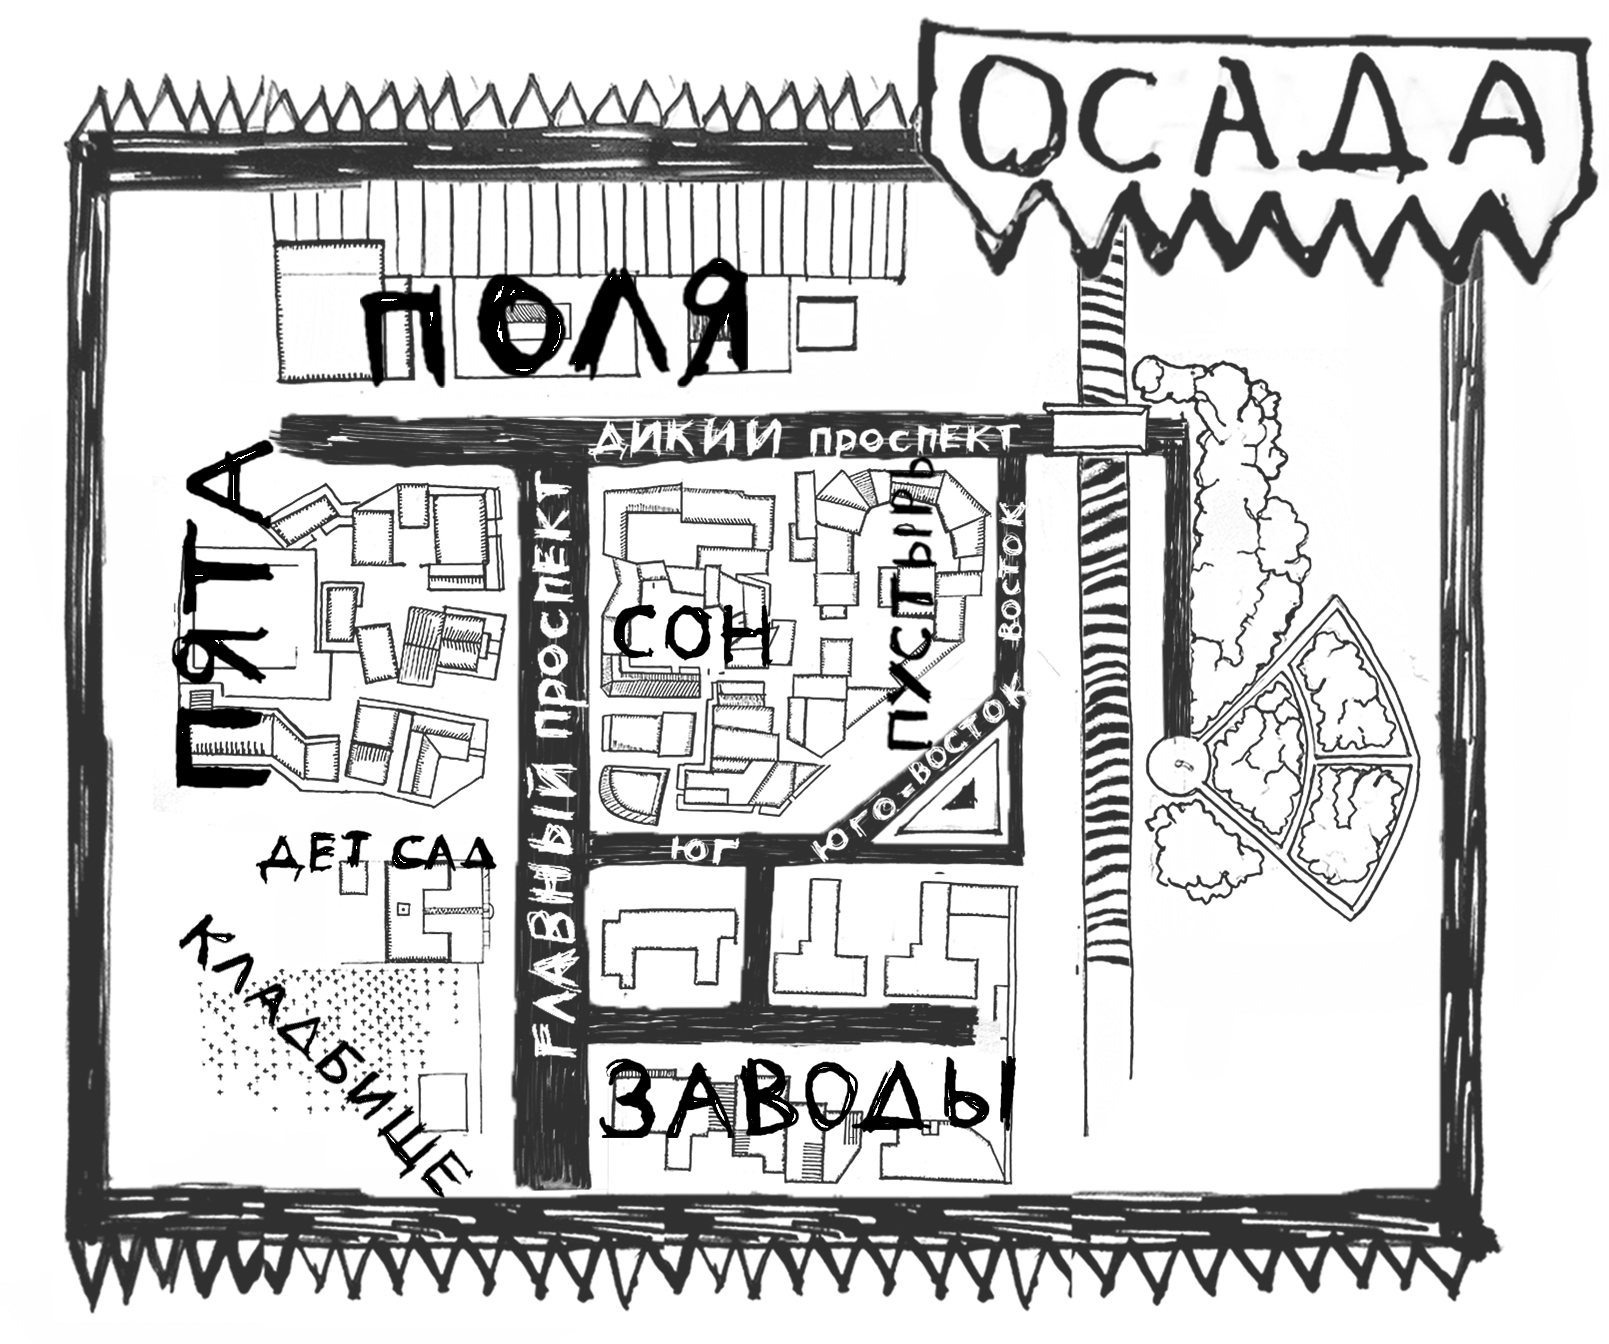 ОСАДА
ПОЛЯ
ДИКИЙ ПРОСПЕКТ
ПЯТА
ГЛАВНЫЙ ПРОСПЕКТ
СОН
ПУСТЫРЬ
ВОСТОК
ЮГО-ВОСТОК
ЮГ
ДЕТ САД
КЛАДБИЩЕ
ЗАВОДЫ